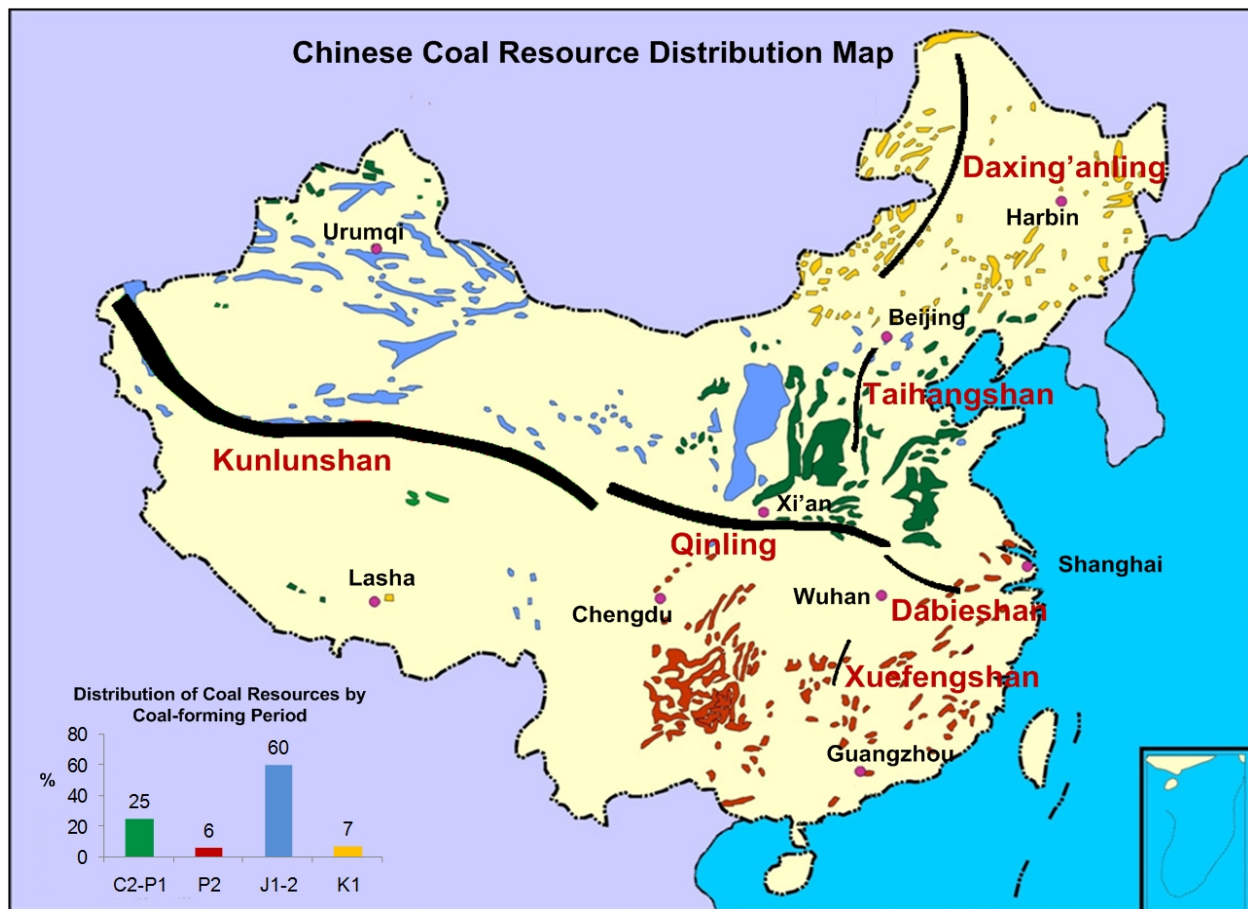 Chinese Coal Resource Distribution Map
Daxing'anling
Harbin
Urumqi
Beijing
Taihangshan
Kunlunshan
Xi'an
Qinling
Shanghai
Lasha
Wuhan
Chengdu
Dabieshan
Xuefengshan
Guangzhou
Distribution of Coal Resources by
Coal-forming Period
80
60
40
20
0
%
25
6
60
7
C2-P1
P2
J1-2
K1